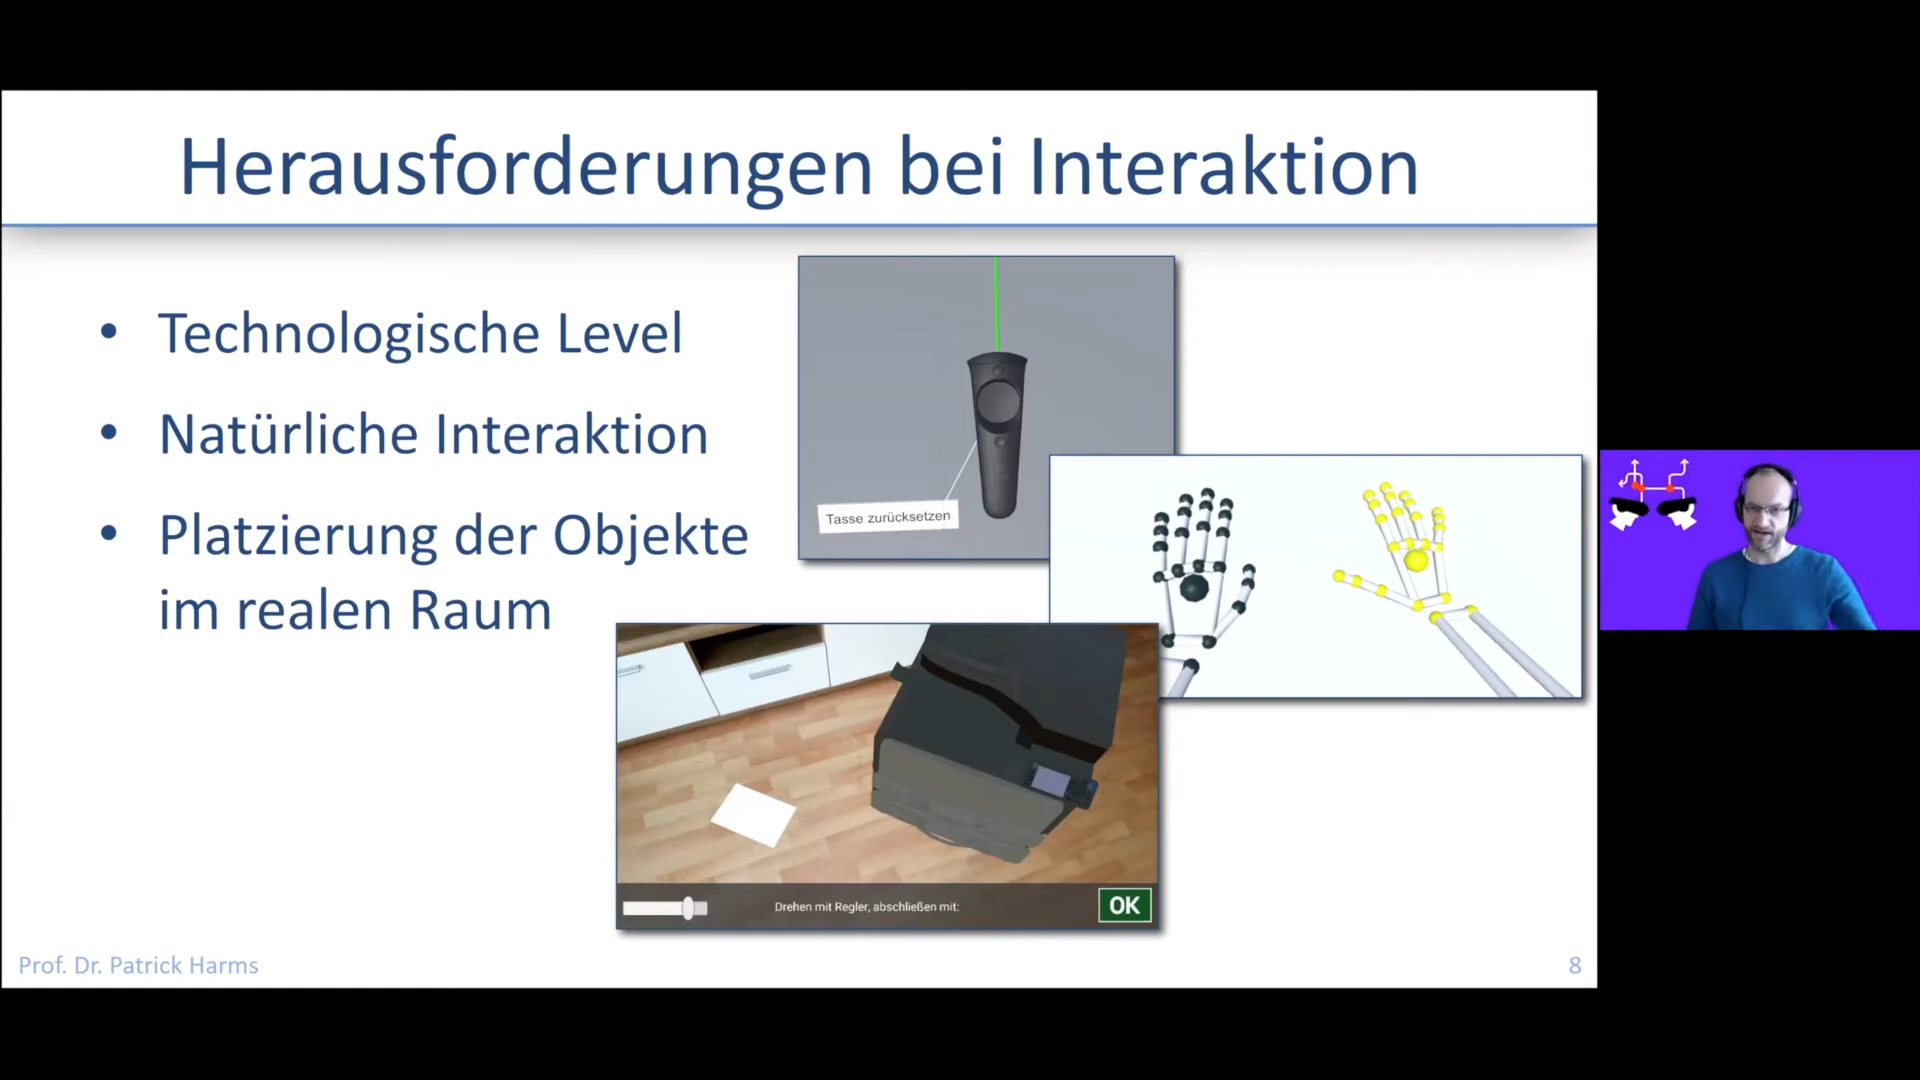 Herausforderungen bei Interaktion
• Technologische Level
• Natürliche Interaktion
• Platzierung der Objekte
im realen Raum
Tasse zurücksetzen
Drehen mit Regler, abschließen mit:
OK
Prof. Dr. Patrick Harms
8